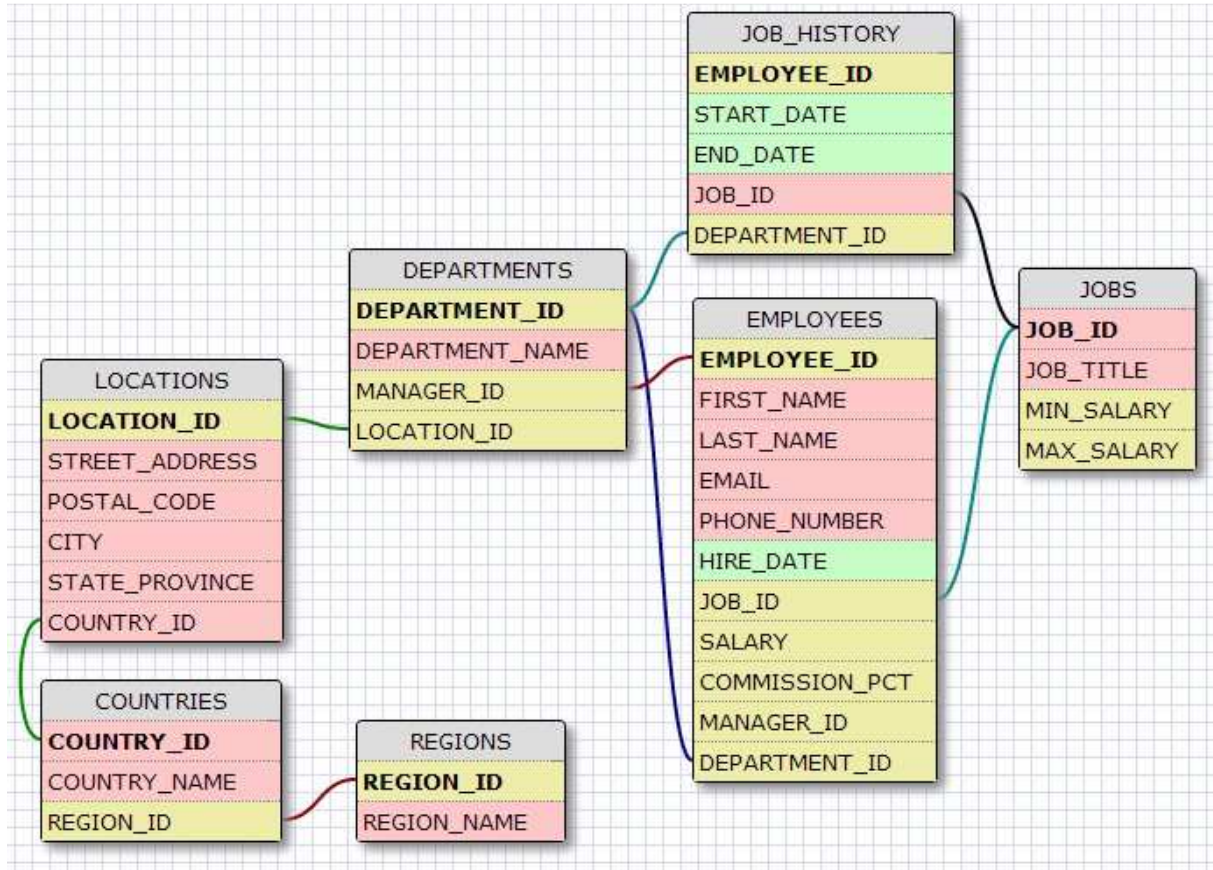 JOB_HISTORY
EMPLOYEE_ID
START_DATE
END_DATE
JOB_ID
DEPARTMENT_ID
DEPARTMENTS
DEPARTMENT_ID
DEPARTMENT_NAME
MANAGER_ID
LOCATION_ID
JOBS
JOB_ID
JOB_TITLE
MIN_SALARY
MAX_SALARY
EMPLOYEES
EMPLOYEE_ID
FIRST_NAME
LAST_NAME
EMAIL
PHONE_NUMBER
HIRE_DATE
JOB_ID
SALARY
COMMISSION_PCT
MANAGER_ID
DEPARTMENT_ID
LOCATIONS
LOCATION_ID
STREET_ADDRESS
POSTAL_CODE
CITY
STATE_PROVINCE
COUNTRY_ID
COUNTRIES
COUNTRY_ID
COUNTRY_NAME
REGION_ID
REGIONS
REGION_ID
REGION_NAME